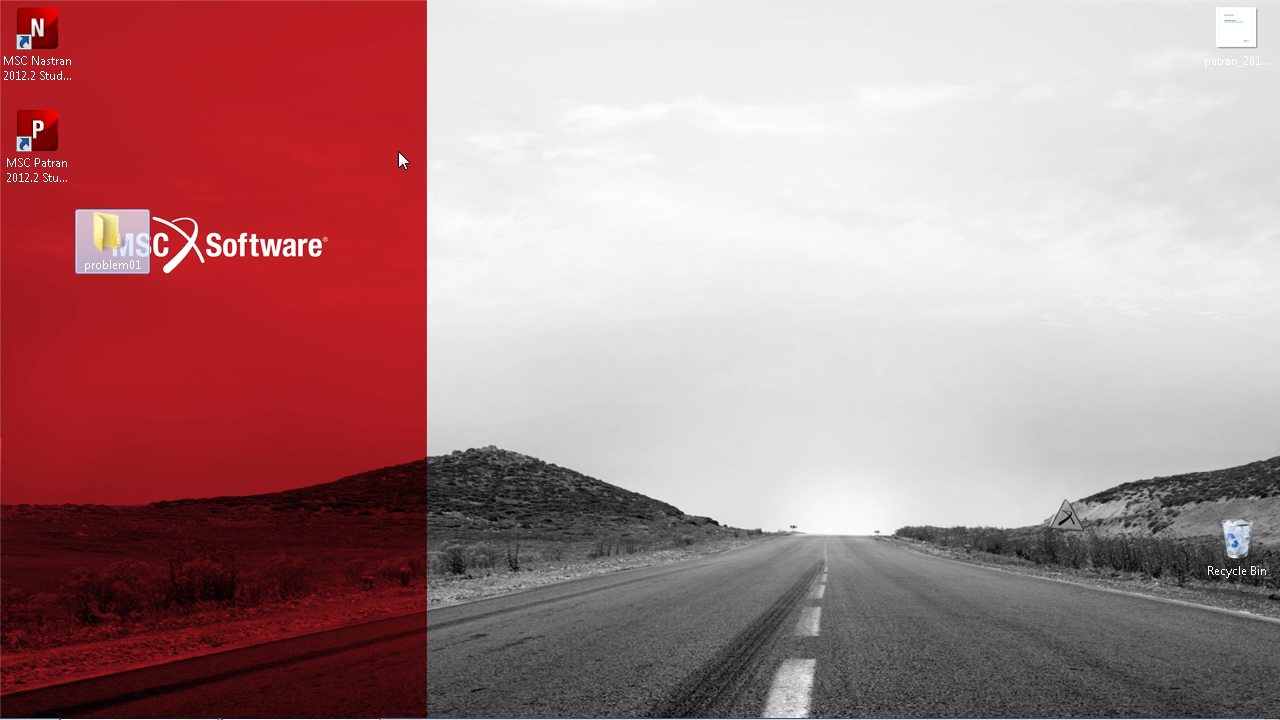 N
MSC Nastran
2012.2 Stud...
P
MSC Patran
2012.2 Stu...
MSC Software®
problem01
patran_201...
Recycle Bin